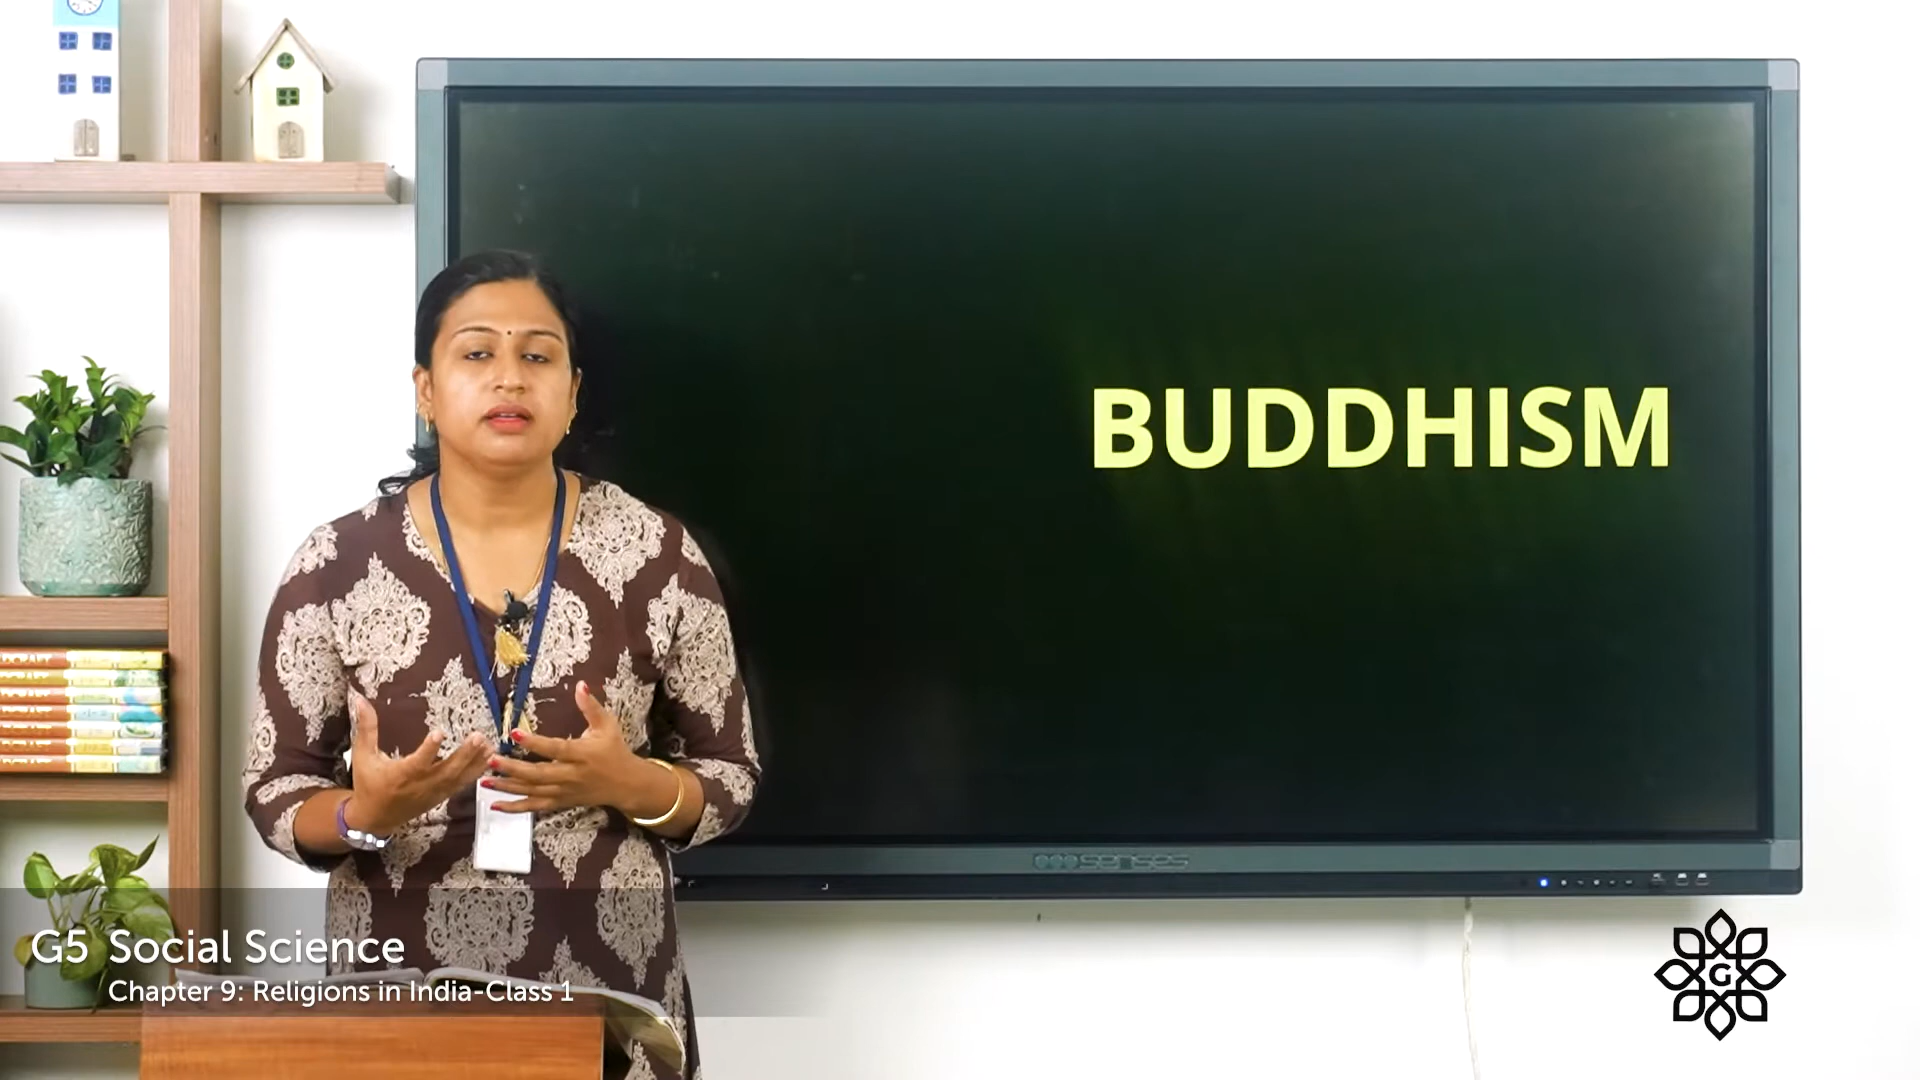 BUDDHISM
G5 Social Science
Chapter 9: Religions in India-Class 1
G